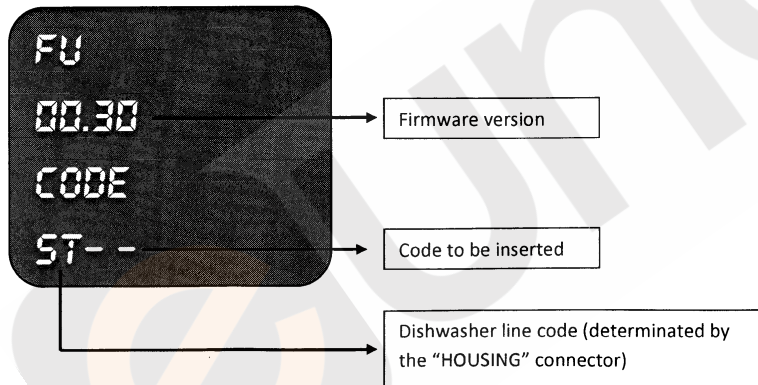 FU
00.30
Firmware version
CODE
ST--
Code to be inserted
Dishwasher line code (determinated by
the “HOUSING” connector)